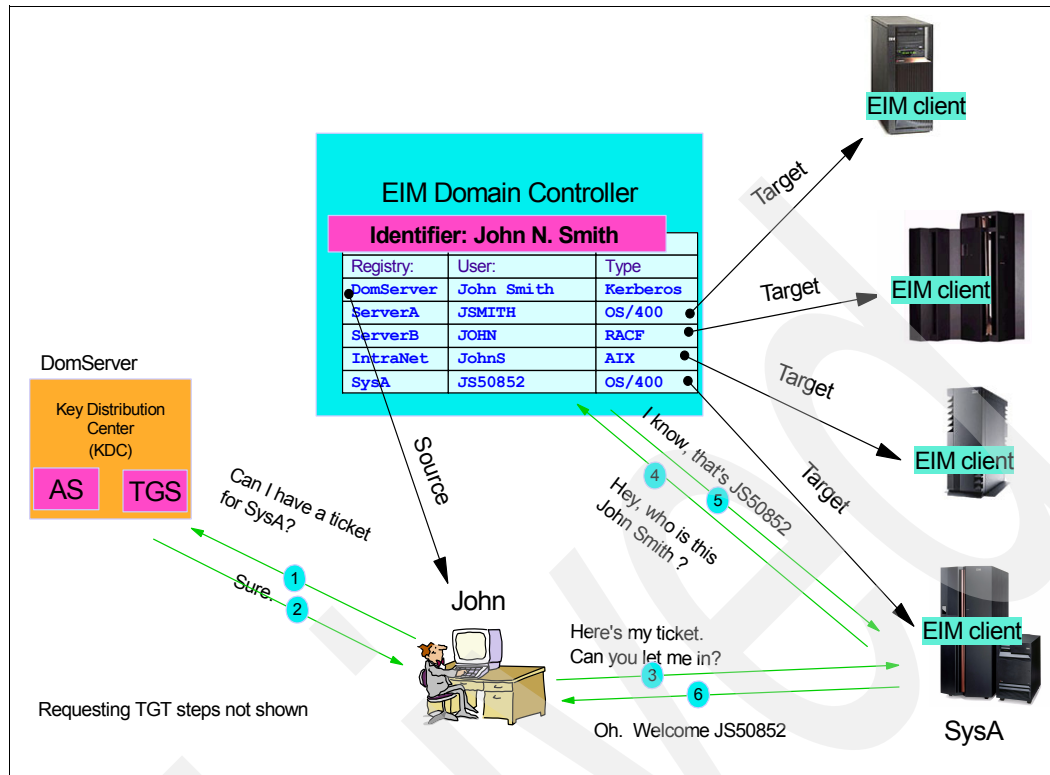 EIM client
EIM Domain Controller
Identifier: John N. Smith
Registry: User: Type
DomServer John Smith Kerberos
ServerA JSMITH OS/400
ServerB JOHN RACF
IntraNet JohnS AIX
SysA JS50852 OS/400
Target
Target
EIM client
Target
EIM client
Target
EIM client
SysA
DomServer
Key Distribution
Center
(KDC)
AS TGS
Source
Can I have a ticket
for SysA?
1
Sure.
2
John
Here's my ticket.
Can you let me in?
3
Hey, who is this
John Smith ?
4
I know, that's JS50852
5
6
Oh. Welcome JS50852
Requesting TGT steps not shown